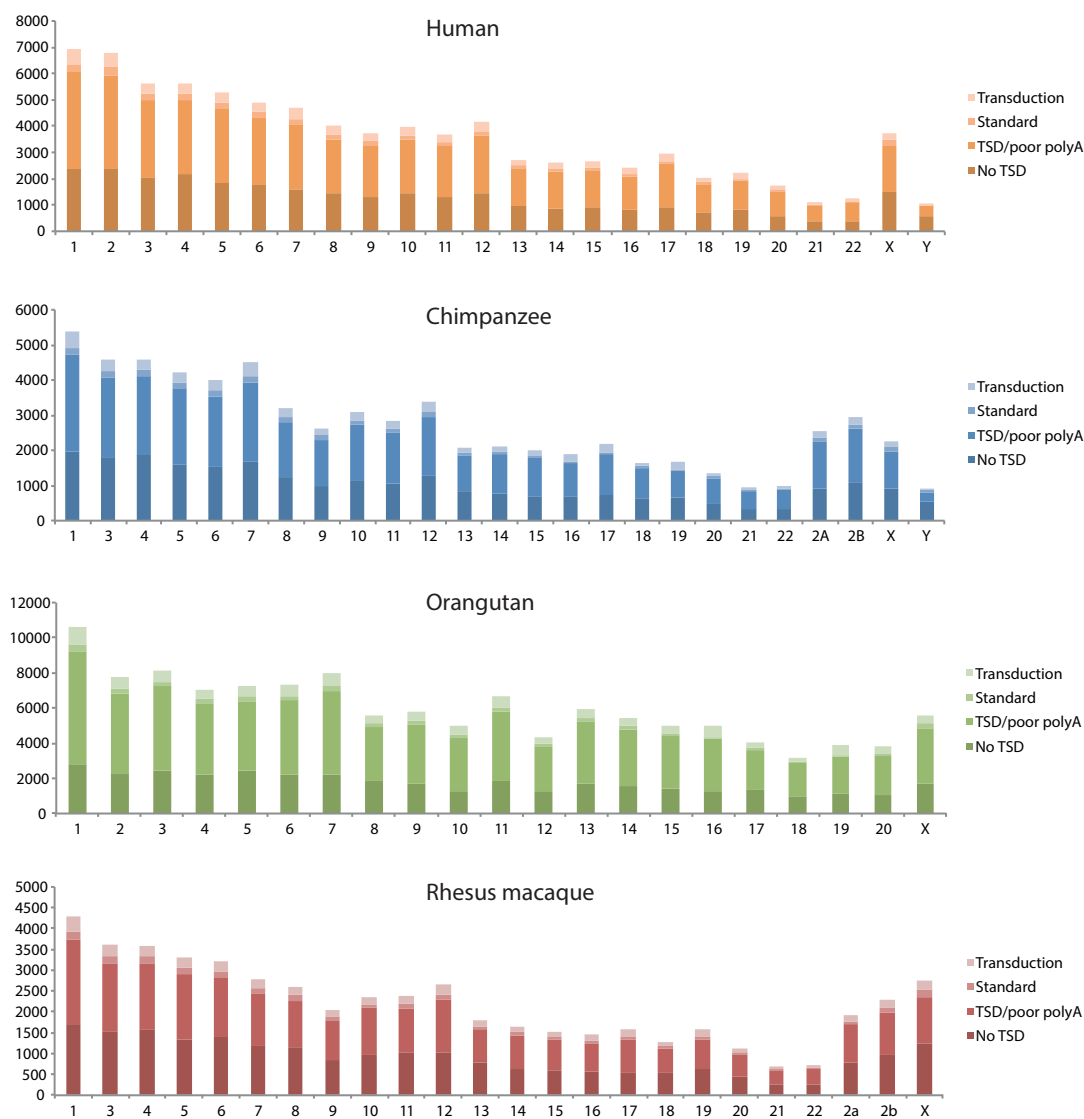 Human
8000
7000
6000
5000
4000
3000
2000
1000
0
Transduction
Standard
TSD/poor polyA
No TSD
1 2 3 4 5 6 7 8 9 10 11 12 13 14 15 16 17 18 19 20 21 22 X Y
Chimpanzee
6000
5000
4000
3000
2000
1000
0
Transduction
Standard
TSD/poor polyA
No TSD
1 3 4 5 6 7 8 9 10 11 12 13 14 15 16 17 18 19 20 21 22 2A 2B X Y
Orangutan
12000
10000
8000
6000
4000
2000
0
Transduction
Standard
TSD/poor polyA
No TSD
1 2 3 4 5 6 7 8 9 10 11 12 13 14 15 16 17 18 19 20 X
Rhesus macaque
5000
4500
4000
3500
3000
2500
2000
1500
1000
500
0
Transduction
Standard
TSD/poor polyA
No TSD
1 3 4 5 6 7 8 9 10 11 12 13 14 15 16 17 18 19 20 21 22 2a 2b X